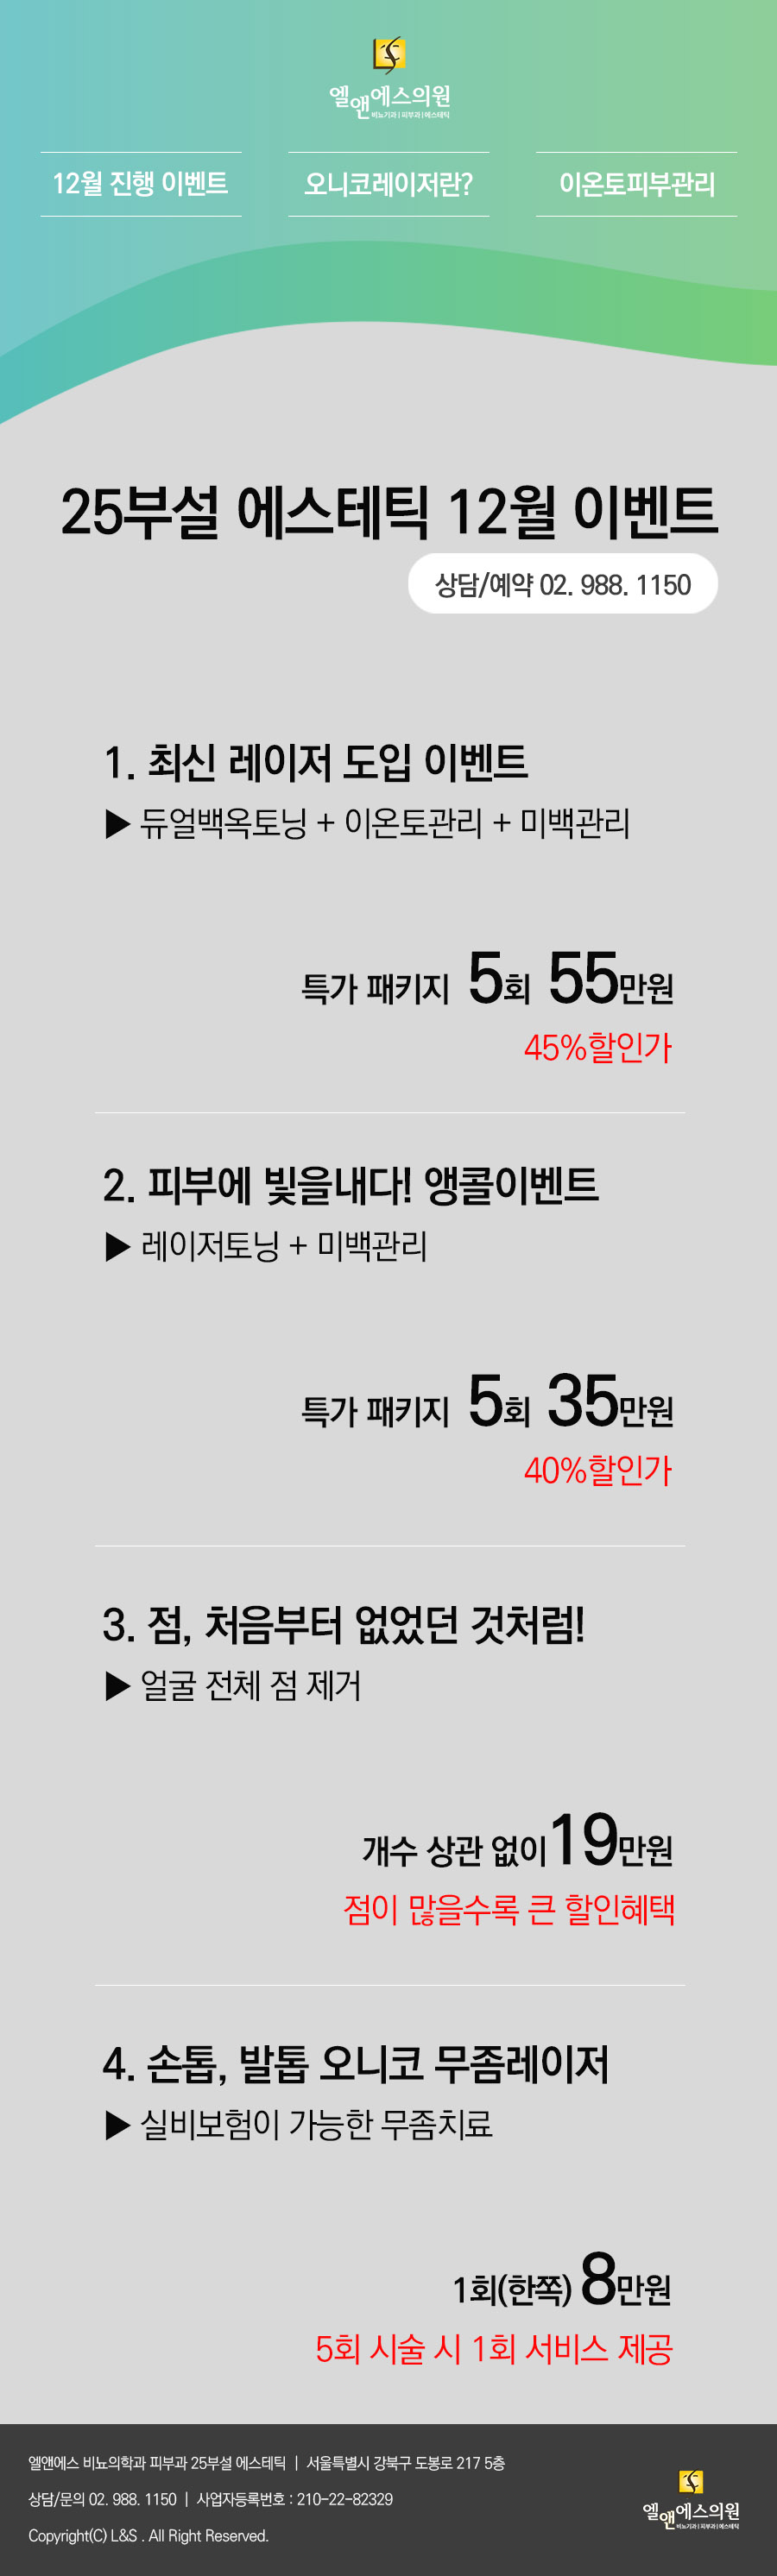 엘앤에스의원
비뇨기과|피부과|에스테틱
12월 진행 이벤트
오니코레이저란?
이온토피부관리
25부설 에스테틱 12월 이벤트
상담/예약 02. 988. 1150
1. 최신 레이저 도입 이벤트
▶ 듀얼백옥토닝 + 이온토관리 + 미백관리
특가 패키지 5회 55만원
45%할인가
2. 피부에 빛을내다! 앵콜이벤트
▶ 레이저토닝 + 미백관리
특가 패키지 5회 35만원
40%할인가
3. 점, 처음부터 없었던 것처럼!
▶ 얼굴 전체 점 제거
개수 상관 없이19만원
점이 많을수록 큰 할인혜택
4. 손톱, 발톱 오니코 무좀레이저
▶ 실비보험이 가능한 무좀치료
1회(한쪽) 8만원
5회 시술 시 1회 서비스 제공
엘앤에스 비뇨의학과 피부과 25부설 에스테틱 | 서울특별시 강북구 도봉로 217 5층
상담/문의 02. 988. 1150 | 사업자등록번호 : 210-22-82329
Copyright(C) L&S . All Right Reserved.
엘앤에스의원
비뇨기과|피부과|에스테틱